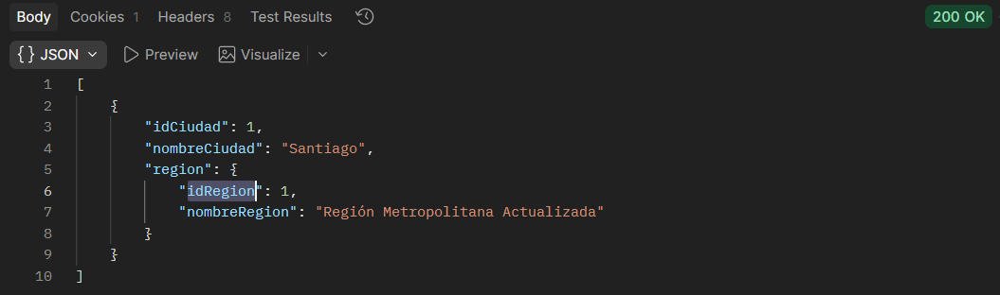 Body Cookies 1 Headers 8 Test Results 200 OK
{} JSON Preview Visualize
1 [
2 {
3 "idCiudad": 1,
4 "nombreCiudad": "Santiago",
5 "region": {
6 "idRegion": 1,
7 "nombreRegion": "Región Metropolitana Actualizada"
8 }
9 }
10 ]